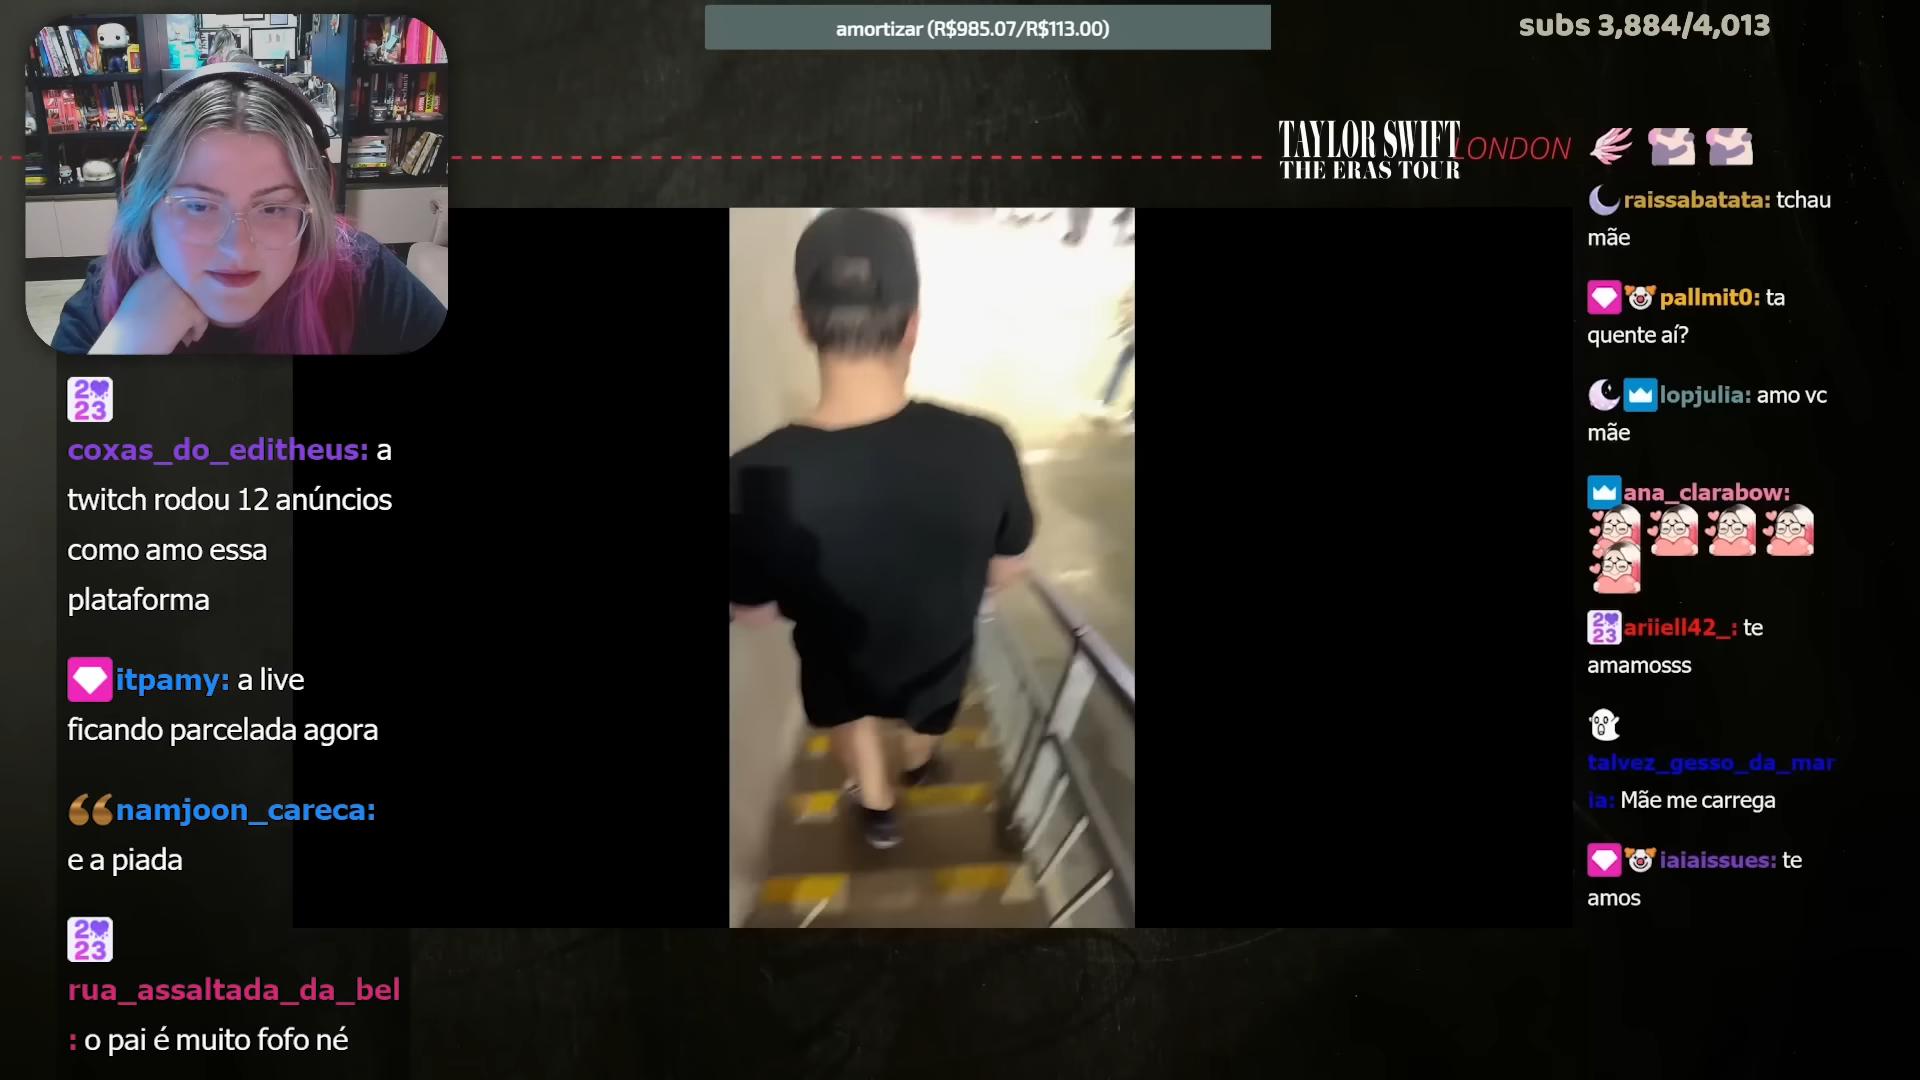 amortizar (R$985.07/R$113.00)
subs 3,884/4,013
TAYLOR SWIFT
THE ERAS TOUR
LONDON
coxas_do_editheus: a
twitch rodou 12 anúncios
como amo essa
plataforma
itpamy: a live
ficando parcelada agora
namjoon_careca:
e a piada
2
23
rua_assaltada_da_bel
: o pai é muito fofo né
raissabatata: tchau
mãe
pallmit0: ta
quente aí?
lopjulia: amo vc
mãe
ana_clarabow:
ariiell42_: te
amamosss
talvez_gesso_da_mar
ia: Mãe me carrega
iaiaissues: te
amos